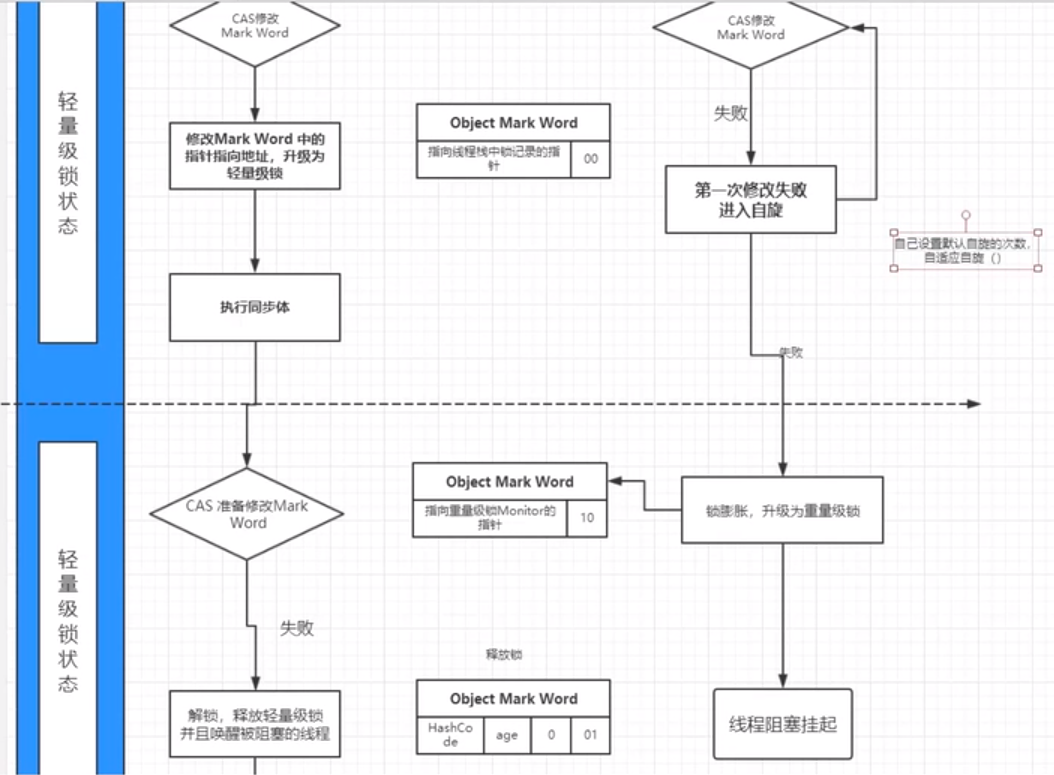 轻量级锁状态
CAS修改
Mark Word
修改Mark Word 中的
指针指向地址，升级为
轻量级锁
执行同步体
Object Mark Word
指向线程栈中锁记录的指
针
00
CAS修改
Mark Word
失败
第一次修改失败
进入自旋
自己设置默认自旋的次数，
自适应自旋（）
失败
轻量级锁状态
CAS 准备修改Mark
Word
失败
解锁，释放轻量级锁
并且唤醒被阻塞的线程
Object Mark Word
指向重量级锁Monitor的
指针
10
锁膨胀，升级为重量级锁
释放锁
Object Mark Word
HashCo
de
age
0
01
线程阻塞挂起